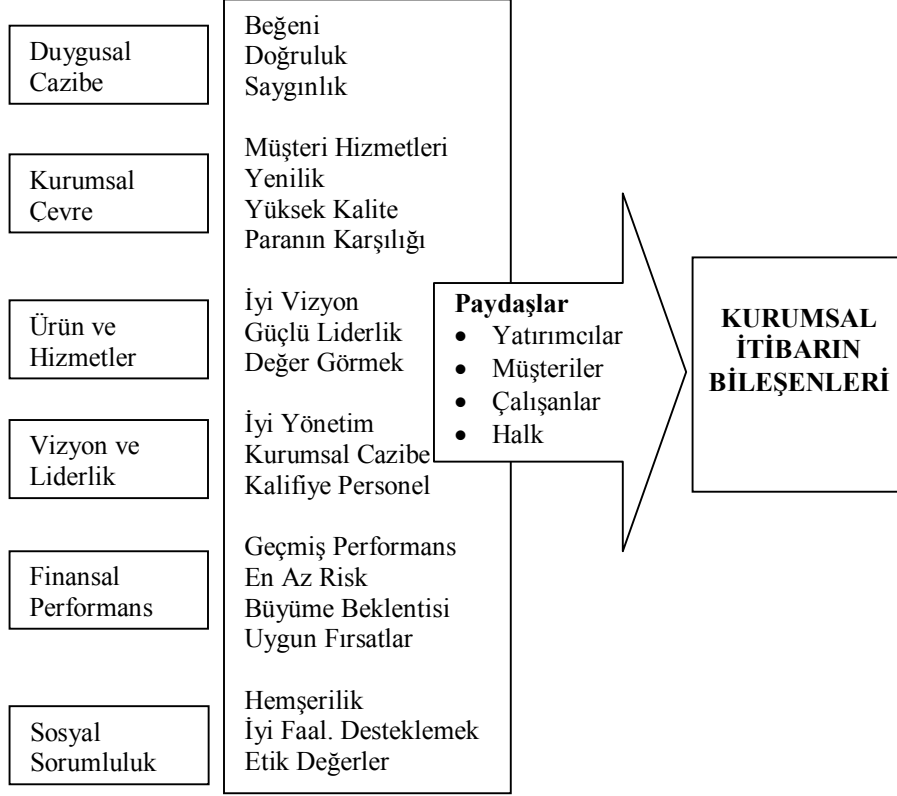 Duygusal
Cazibe
Beğeni
Doğruluk
Saygınlık
Kurumsal
Çevre
Müşteri Hizmetleri
Yenilik
Yüksek Kalite
Paranın Karşılığı
Ürün ve
Hizmetler
İyi Vizyon
Güçlü Liderlik
Değer Görmek
Vizyon ve
Liderlik
İyi Yönetim
Kurumsal Cazibe
Kalifiye Personel
Finansal
Performans
Geçmiş Performans
En Az Risk
Büyüme Beklentisi
Uygun Fırsatlar
Sosyal
Sorumluluk
Hemşerilik
İyi Faal. Desteklemek
Etik Değerler
Paydaşlar
• Yatırımcılar
• Müşteriler
• Çalışanlar
• Halk
KURUMSAL
İTİBARIN
BİLEŞENLERİ